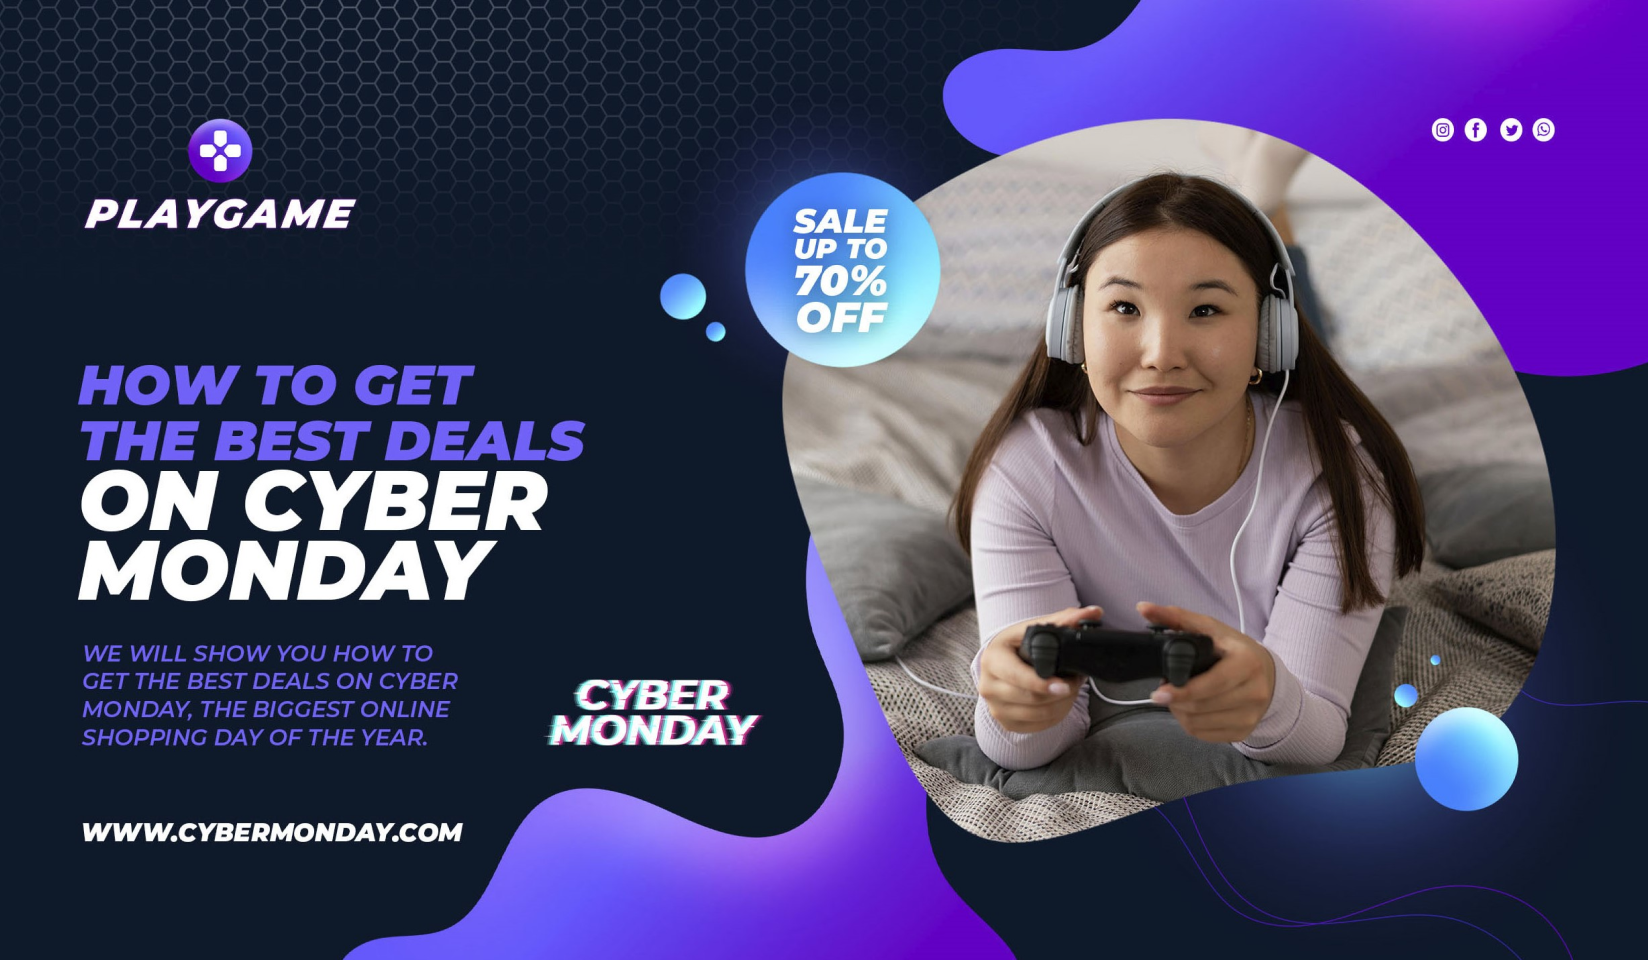 PLAYGAME
SALE
UP TO
70%
OFF
HOW TO GET
THE BEST DEALS
ON CYBER
MONDAY
WE WILL SHOW YOU HOW TO
GET THE BEST DEALS ON CYBER
MONDAY, THE BIGGEST ONLINE
SHOPPING DAY OF THE YEAR.
CYBER
MONDAY
WWW.CYBERMONDAY.COM